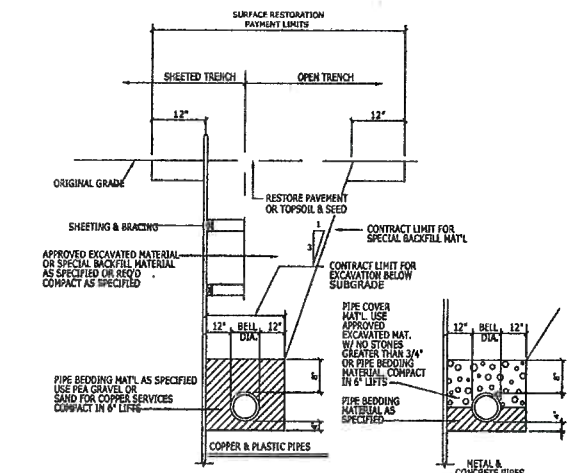 SURFACE RESTORATION
PAYMENT LIMITS
SHEETED TRENCH
OPEN TRENCH
12"
12"
ORIGINAL GRADE
RESTORE PAVEMENT
OR TOPSOIL & SEED
SHEETING & BRACING
1
3
CONTRACT LIMIT FOR
SPECIAL BACKFILL MAT'L
APPROVED EXCAVATED MATERIAL
OR SPECIAL BACKFILL MATERIAL
AS SPECIFIED OR REQ'D
COMPACT AS SPECIFIED
CONTRACT LIMIT FOR
EXCAVATION BELOW
SUBGRADE
12"
BELL
DIA.
12"
PIPE COVER
MAT'L. USE
APPROVED
EXCAVATED MAT.
W/ NO STONES
GREATER THAN 3/4"
OR PIPE BEDDING
MATERIAL COMPACT
IN 6" LIFTS
12"
BELL
DIA.
12"
8"
8"
PIPE BEDDING MAT'L AS SPECIFIED
USE PEA GRAVEL OR
SAND FOR COPPER SERVICES
COMPACT IN 6" LIFTS
PIPE BEDDING
MATERIAL AS
SPECIFIED
4"
4"
COPPER & PLASTIC PIPES
METAL &
CONCRETE PIPES